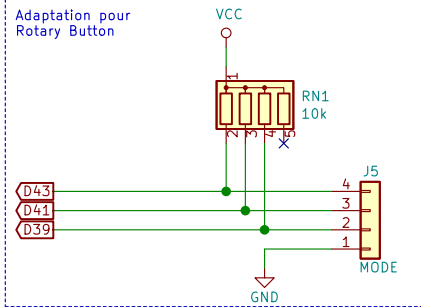 Adaptation pour
Rotary Button
VCC
1
RN1
10k
2
3
4
5
J5
D43
4
D41
3
D39
2
1
MODE
GND